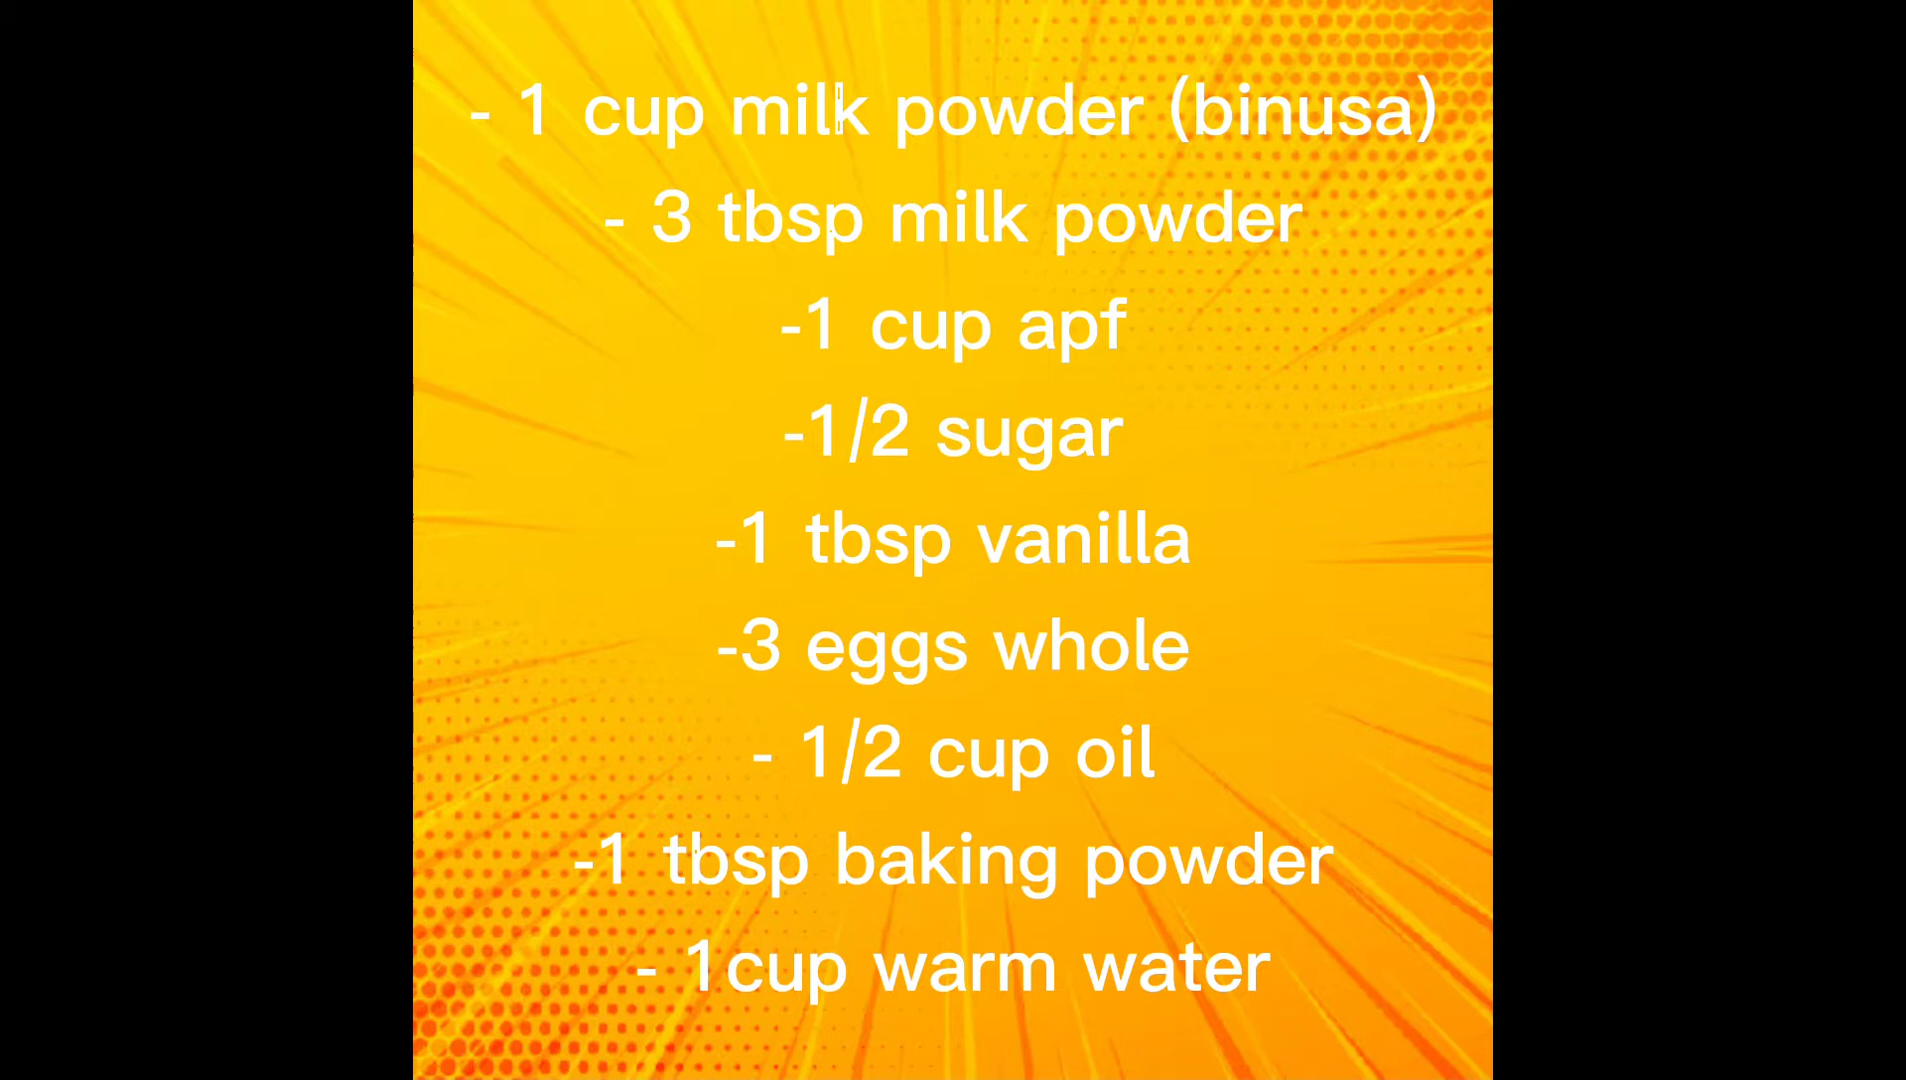 - 1 cup milk powder (binusa)
- 3 tbsp milk powder
-1 cup apf
-1/2 sugar
-1 tbsp vanilla
-3 eggs whole
- 1/2 cup oil
-1 tbsp baking powder
- 1cup warm water